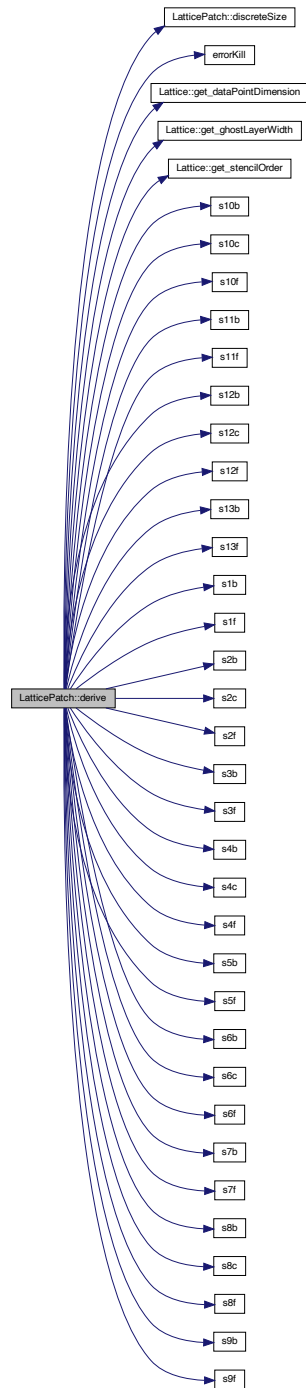 LatticePatch::discreteSize
errorKill
Lattice::get_dataPointDimension
Lattice::get_ghostLayerWidth
Lattice::get_stencilOrder
s10b
s10c
s10f
s11b
s11f
s12b
s12c
s12f
s13b
s13f
s1b
s1f
s2b
LatticePatch::derive
s2c
s2f
s3b
s3f
s4b
s4c
s4f
s5b
s5f
s6b
s6c
s6f
s7b
s7f
s8b
s8c
s8f
s9b
s9f